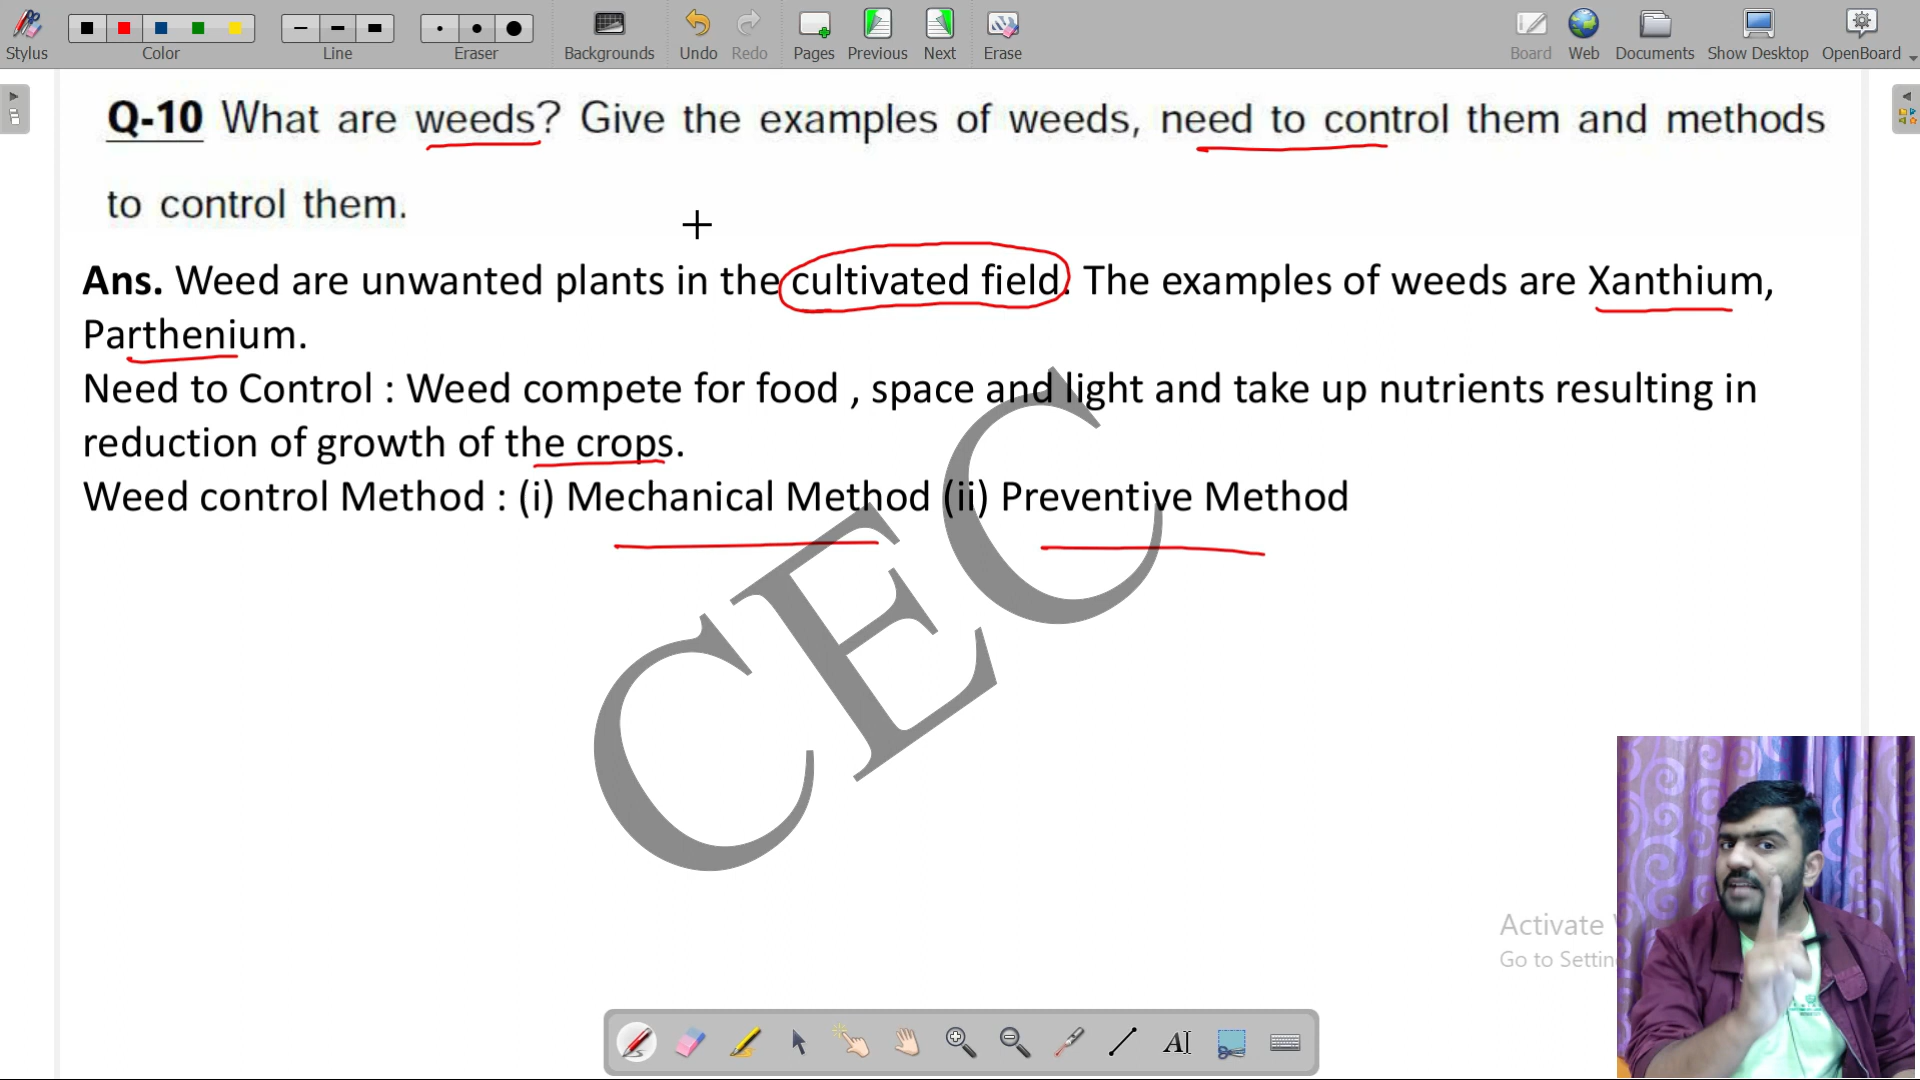 Stylus Color Line Eraser Backgrounds Undo Redo Pages Previous Next Erase Board Web Documents Show Desktop OpenBoard
Q-10 What are weeds? Give the examples of weeds, need to control them and methods
to control them.
Ans. Weed are unwanted plants in the cultivated field. The examples of weeds are Xanthium,
Parthenium.
Need to Control : Weed compete for food , space and light and take up nutrients resulting in
reduction of growth of the crops.
Weed control Method : (i) Mechanical Method (ii) Preventive Method
CEC
Activate
Go to Settin
AI